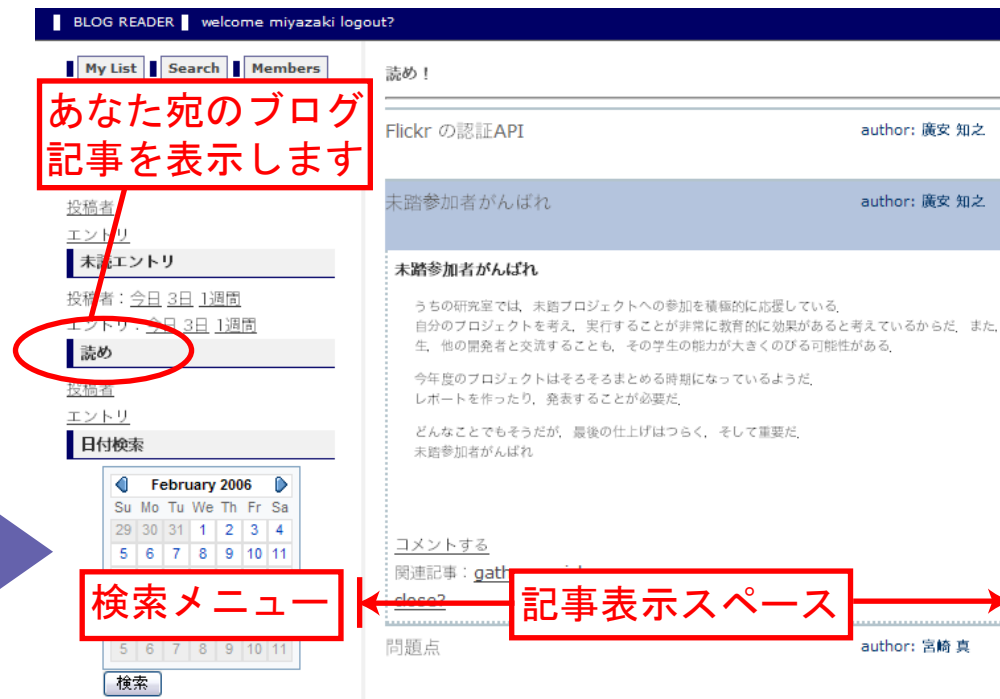 BLOG READER welcome miyazaki logout?
My List Search Members
あなた宛のブログ
記事を表示します
投稿者
エントリ
未読エントリ
投稿者：今日 3日 1週間
エントリ：今日 3日 1週間
読め
投稿者
エントリ
日付検索
February 2006
Su Mo Tu We Th Fr Sa
29 30 31 1 2 3 4
5 6 7 8 9 10 11
検索メニュー
5 6 7 8 9 10 11
検索
読め！
Flickr の認証API author: 廣安 知之
未踏参加者がんばれ author: 廣安 知之
未踏参加者がんばれ
うちの研究室では，未踏プロジェクトへの参加を積極的に応援している．
自分のプロジェクトを考え，実行することが非常に教育的に効果があると考えているからだ．また，
生，他の開発者と交流することも，その学生の能力が大きくのびる可能性がある．
今年度のプロジェクトはそろそろまとめる時期になっているようだ．
レポートを作ったり，発表することが必要だ．
どんなことでもそうだが，最後の仕上げはつらく，そして重要だ．
未踏参加者がんばれ
コメントする
関連記事：
close?
記事表示スペース
問題点 author: 宮崎 真